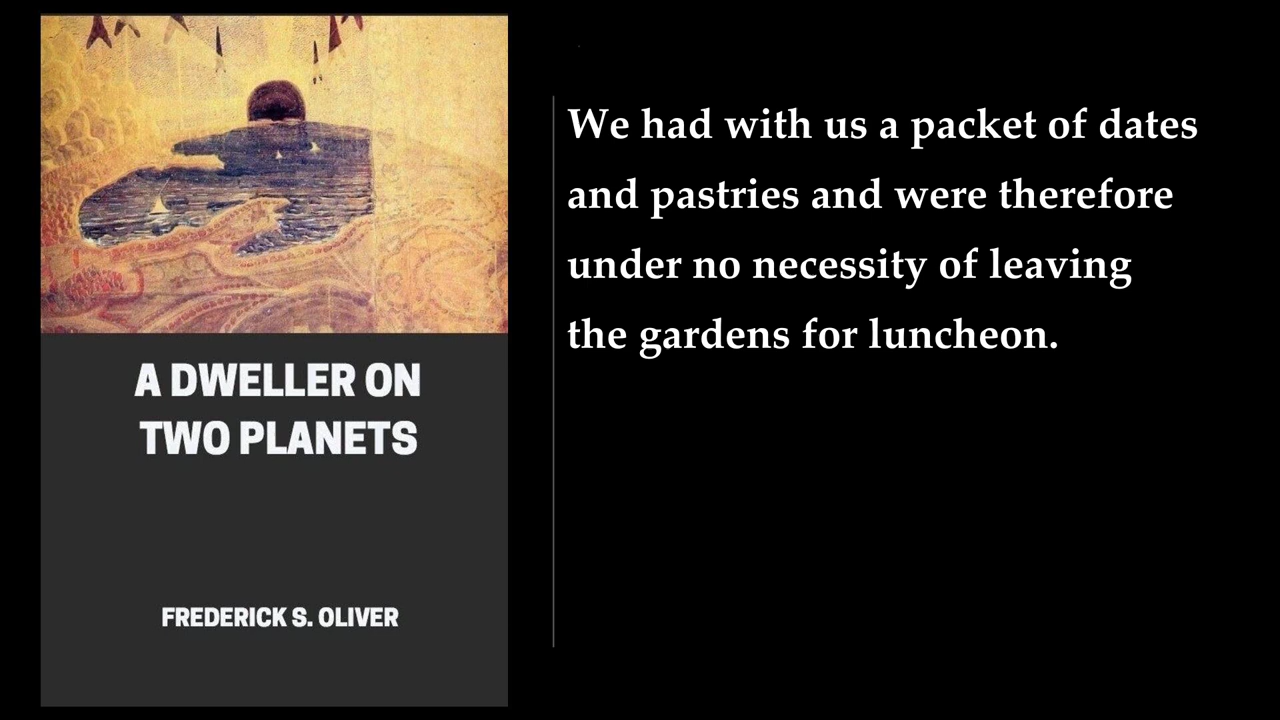 A DWELLER ON
TWO PLANETS
FREDERICK S. OLIVER
We had with us a packet of dates
and pastries and were therefore
under no necessity of leaving
the gardens for luncheon.